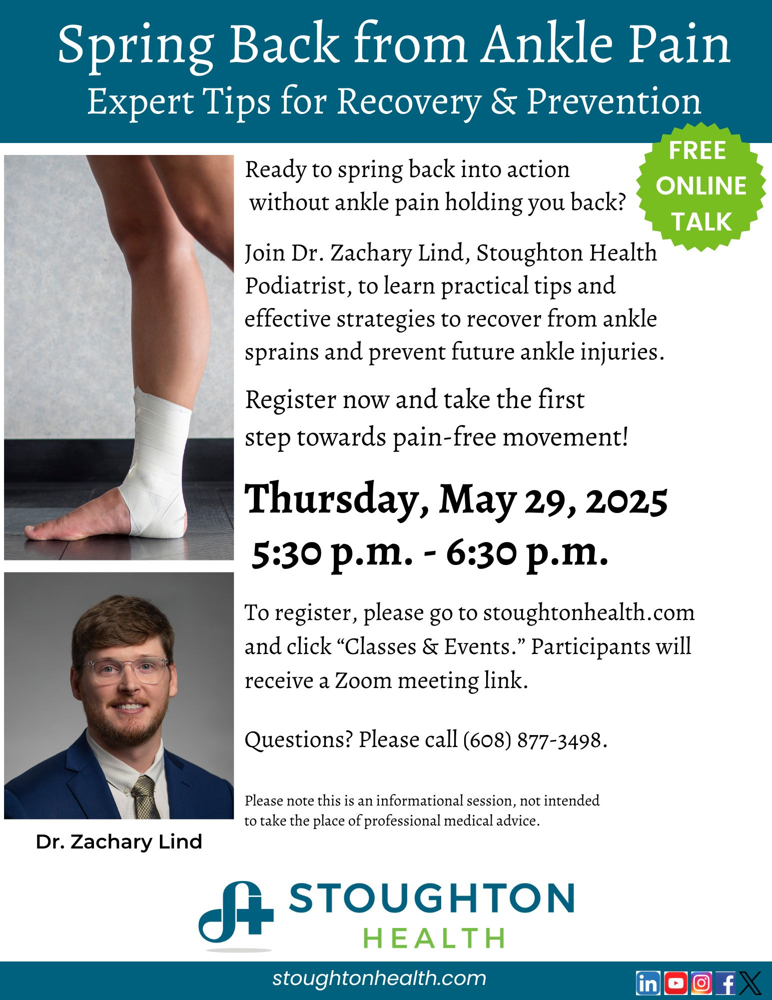 Spring Back from Ankle Pain
Expert Tips for Recovery & Prevention
FREE
ONLINE
TALK
Ready to spring back into action
without ankle pain holding you back?
Join Dr. Zachary Lind, Stoughton Health
Podiatrist, to learn practical tips and
effective strategies to recover from ankle
sprains and prevent future ankle injuries.
Register now and take the first
step towards pain-free movement!
Thursday, May 29, 2025
5:30 p.m. - 6:30 p.m.
To register, please go to stoughtonhealth.com
and click “Classes & Events.” Participants will
receive a Zoom meeting link.
Questions? Please call (608) 877-3498.
Please note this is an informational session, not intended
to take the place of professional medical advice.
Dr. Zachary Lind
STOUGHTON
HEALTH
stoughtonhealth.com